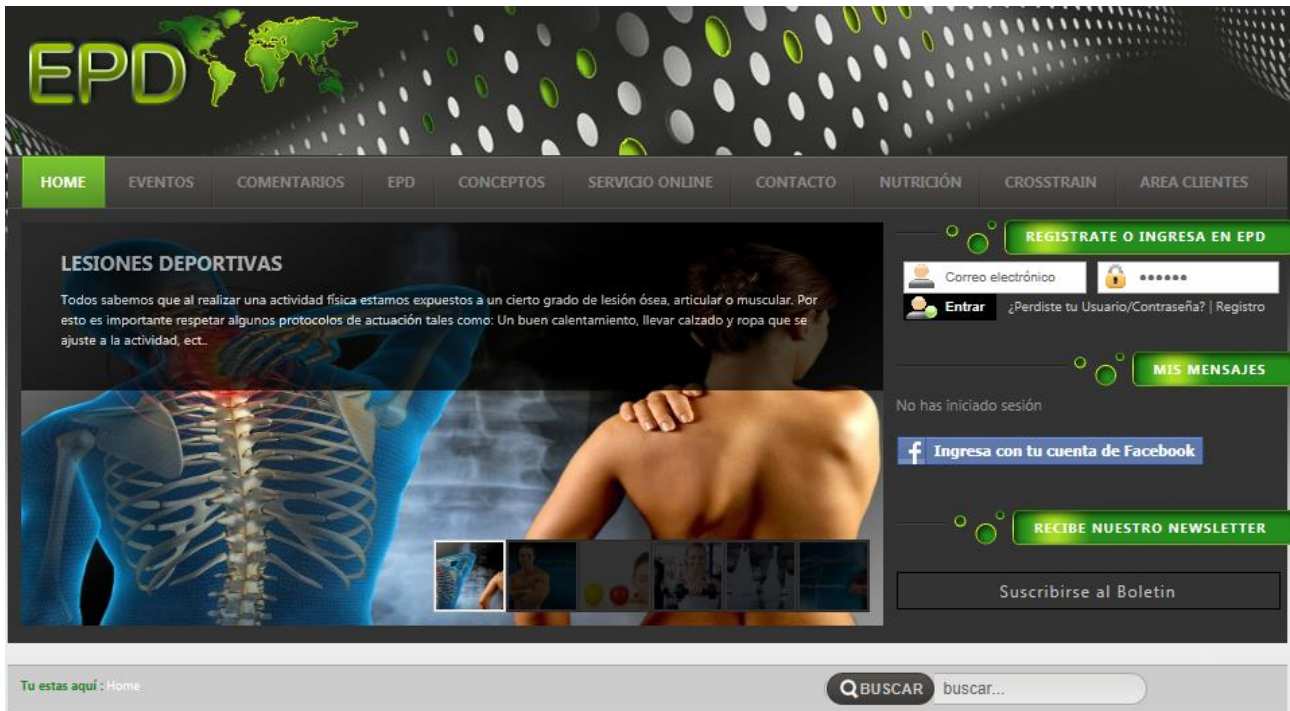 EPD
HOME EVENTOS COMENTARIOS EPD CONCEPTOS SERVICIO ONLINE CONTACTO NUTRICIÓN CROSSTRAIN AREA CLIENTES
LESIONES DEPORTIVAS
Todos sabemos que al realizar una actividad física estamos expuestos a un cierto grado de lesión ósea, articular o muscular. Por
esto es importante respetar algunos protocolos de actuación tales como: Un buen calentamiento, llevar calzado y ropa que se
ajuste a la actividad, ect..
REGISTRATE O INGRESA EN EPD
Correo electrónico ••••••
Entrar ¿Perdiste tu Usuario/Contraseña? | Registro
MIS MENSAJES
No has iniciado sesión
f Ingresa con tu cuenta de Facebook
RECIBE NUESTRO NEWSLETTER
Suscribirse al Boletin
Tu estas aquí : Home
BUSCAR buscar...